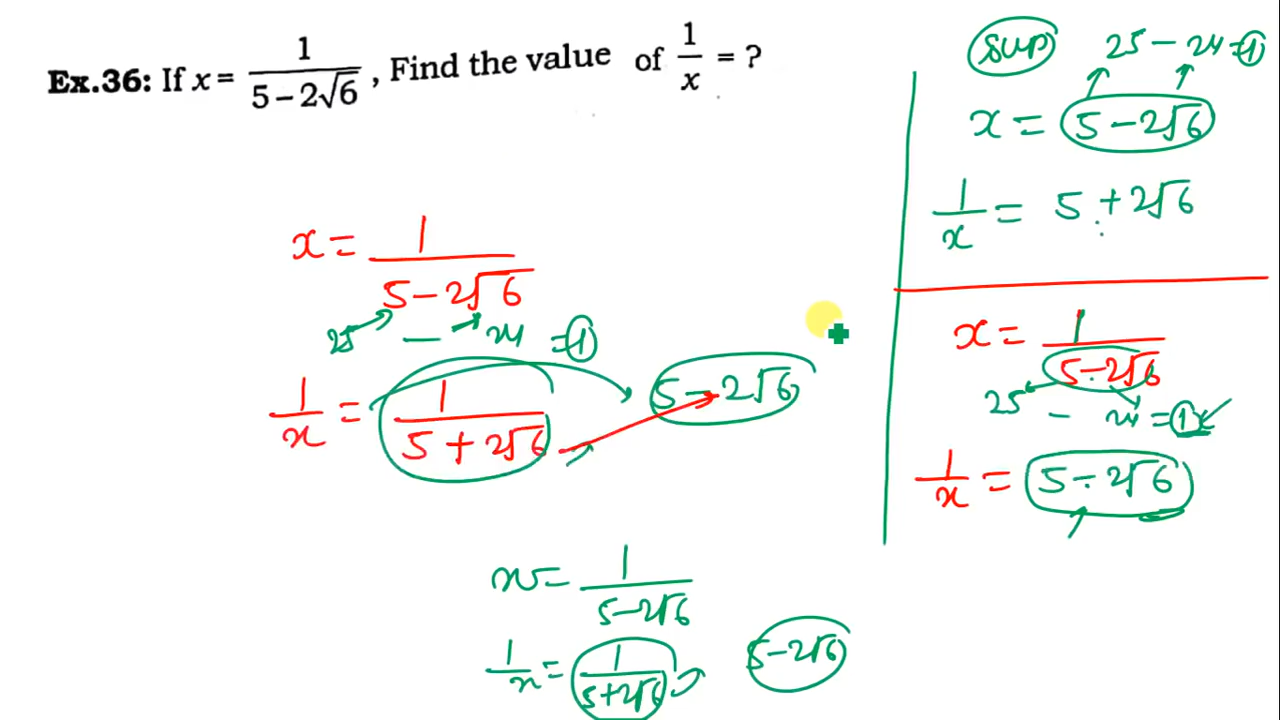 Ex.36: If x = 1/(5 – 2√6), Find the value of 1/x = ?
x = 1/(5 – 2√6)
25 – 24 = 1
1/x = 1/(5 + 2√6) 5 – 2√6
x = 1/(5 – 2√6)
1/x = 1/(5 + 2√6) 5 – 2√6
Sup 25 – 24 = 1
x = 5 – 2√6
1/x = 5 + 2√6
x = 1/(5 – 2√6)
25 – 24 = 1
1/x = 5 – 2√6